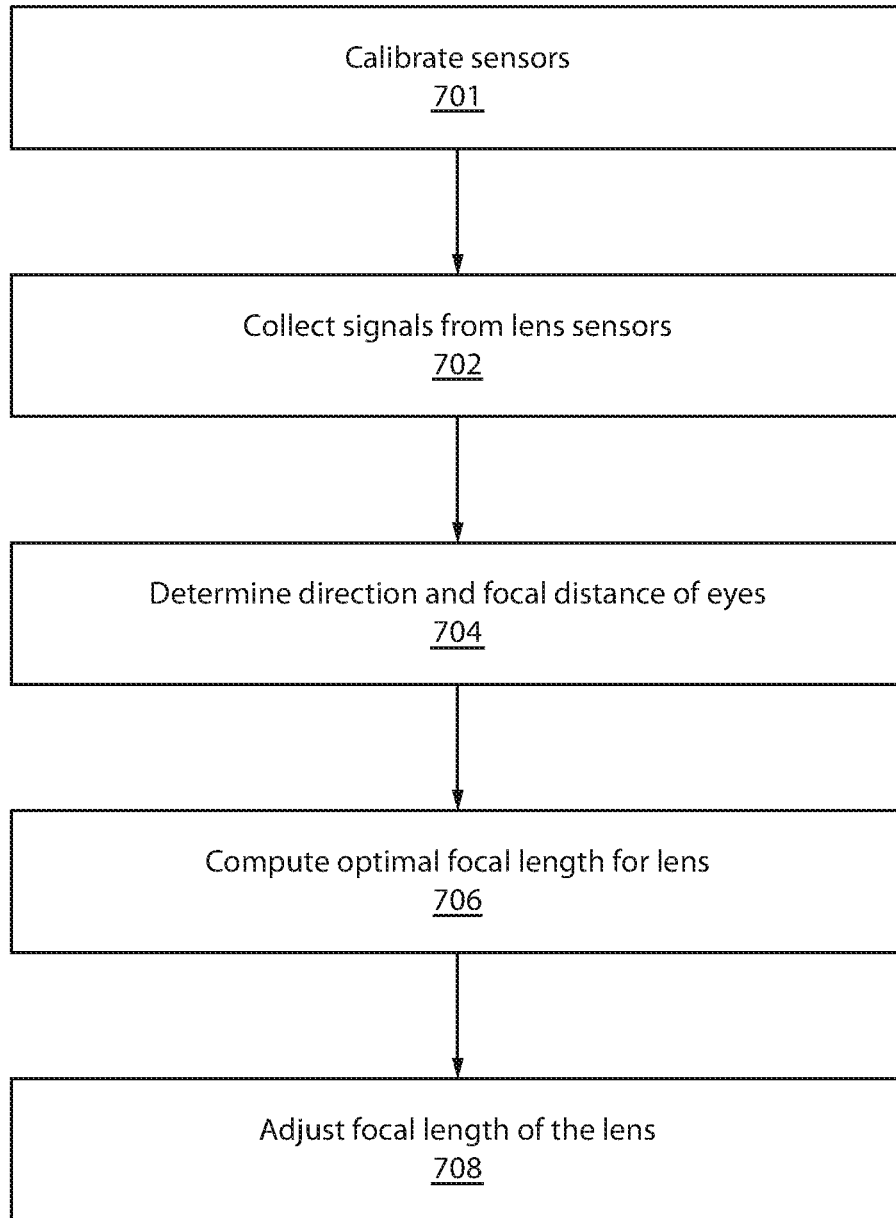 Calibrate sensors
701
Collect signals from lens sensors
702
Determine direction and focal distance of eyes
704
Compute optimal focal length for lens
706
Adjust focal length of the lens
708